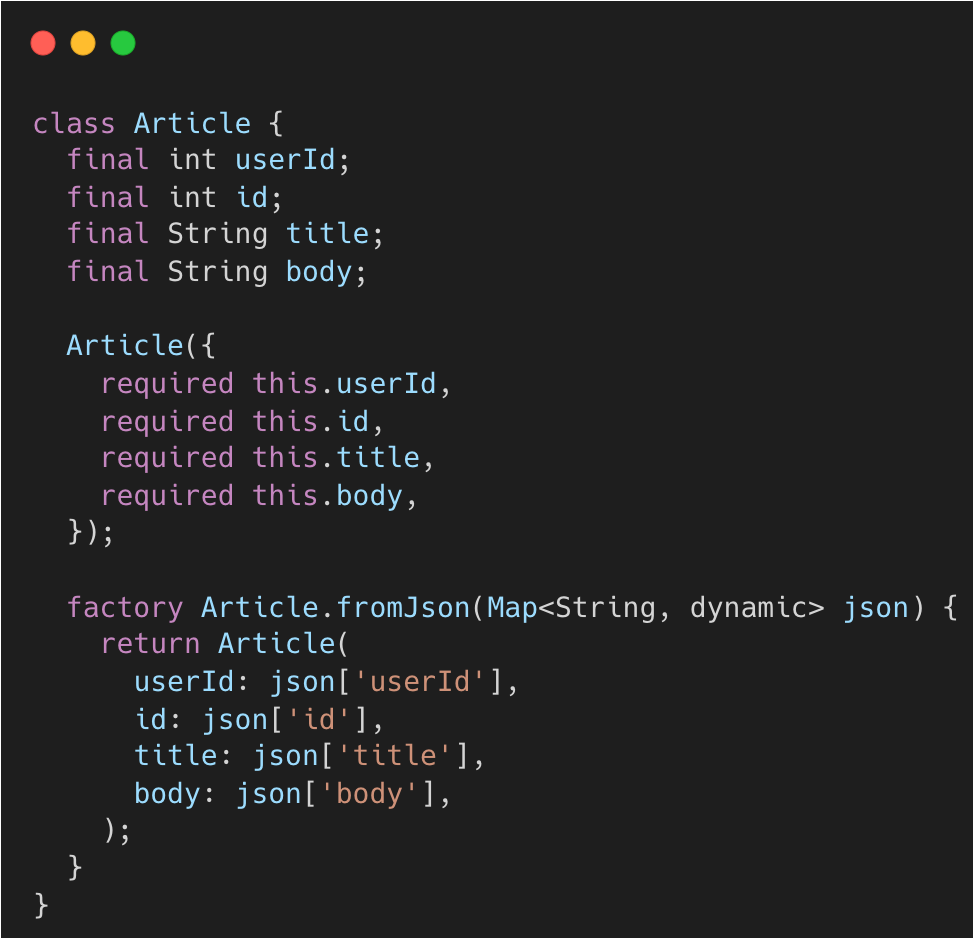 class Article {
  final int userId;
  final int id;
  final String title;
  final String body;

  Article({
    required this.userId,
    required this.id,
    required this.title,
    required this.body,
  });

  factory Article.fromJson(Map<String, dynamic> json) {
    return Article(
      userId: json['userId'],
      id: json['id'],
      title: json['title'],
      body: json['body'],
    );
  }
}